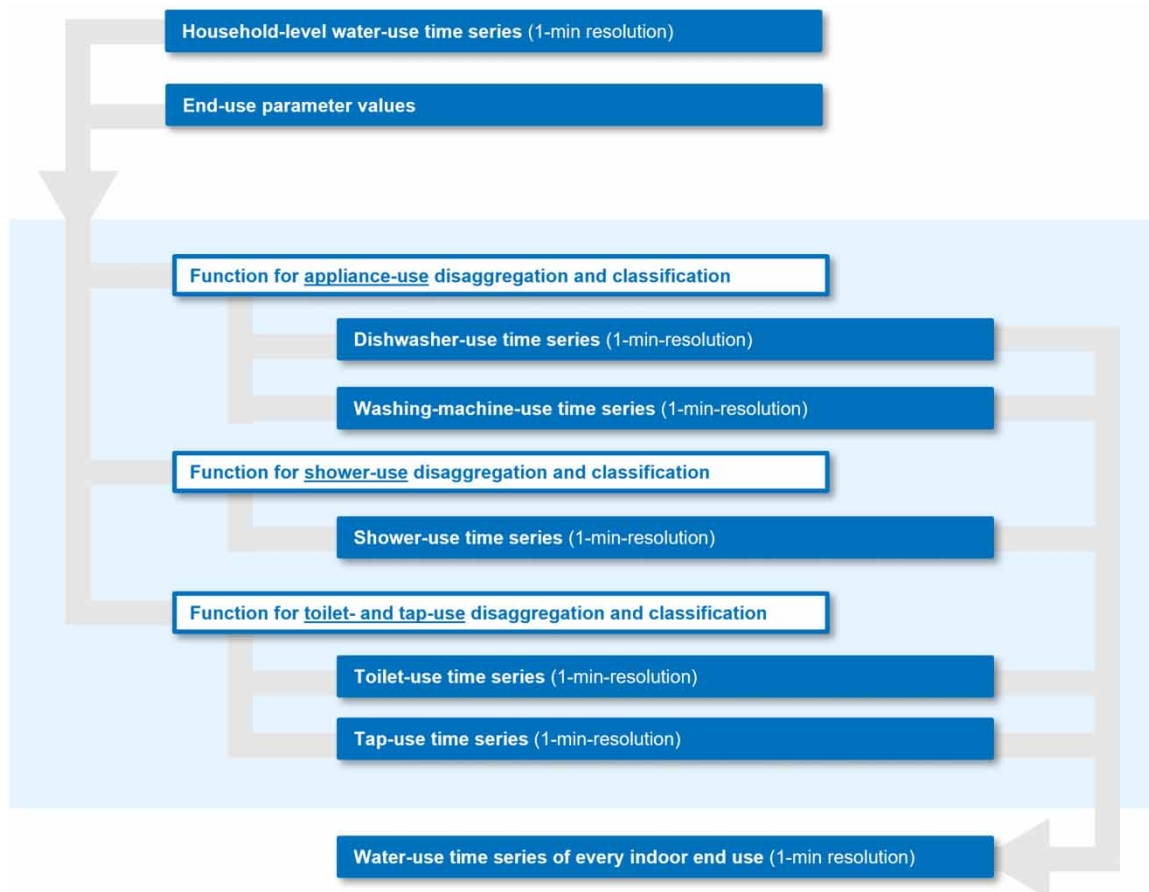 Household-level water-use time series (1-min resolution)
End-use parameter values
Function for appliance-use disaggregation and classification
Dishwasher-use time series (1-min-resolution)
Washing-machine-use time series (1-min-resolution)
Function for shower-use disaggregation and classification
Shower-use time series (1-min-resolution)
Function for toilet- and tap-use disaggregation and classification
Toilet-use time series (1-min-resolution)
Tap-use time series (1-min-resolution)
Water-use time series of every indoor end use (1-min resolution)